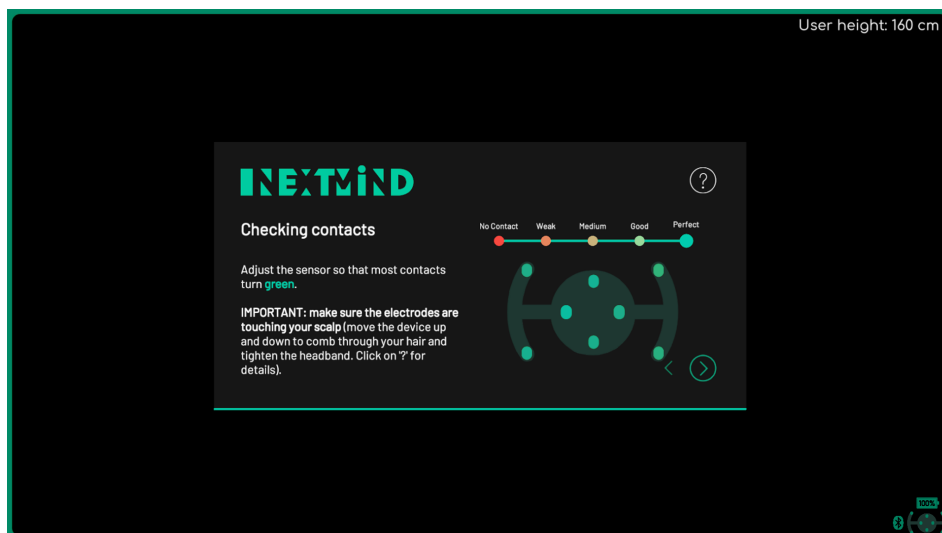 User height: 160 cm
NEXTMiND
?
Checking contacts
No Contact Weak Medium Good Perfect
Adjust the sensor so that most contacts
turn green.
IMPORTANT: make sure the electrodes are
touching your scalp (move the device up
and down to comb through your hair and
tighten the headband. Click on '?' for
details).
100%